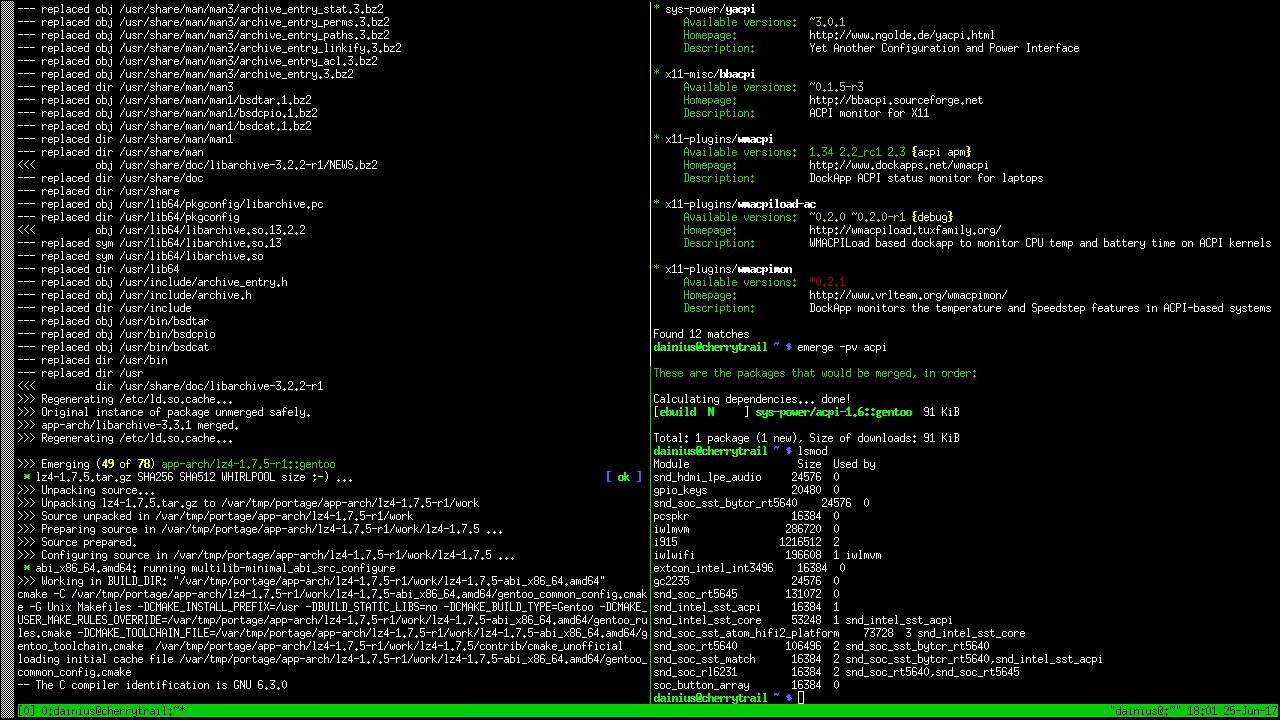 --- replaced obj /usr/share/man/man3/archive_entry_stat.3.bz2
--- replaced obj /usr/share/man/man3/archive_entry_perms.3.bz2
--- replaced obj /usr/share/man/man3/archive_entry_paths.3.bz2
--- replaced obj /usr/share/man/man3/archive_entry_linkify.3.bz2
--- replaced obj /usr/share/man/man3/archive_entry_acl.3.bz2
--- replaced obj /usr/share/man/man3/archive_entry.3.bz2
--- replaced dir /usr/share/man/man3
--- replaced obj /usr/share/man/man1/bsdtar.1.bz2
--- replaced obj /usr/share/man/man1/bsdcpio.1.bz2
--- replaced obj /usr/share/man/man1/bsdcat.1.bz2
--- replaced dir /usr/share/man/man1
--- replaced dir /usr/share/man
<<<          obj /usr/share/doc/libarchive-3.2.2-r1/NEWS.bz2
--- replaced dir /usr/share/doc
--- replaced dir /usr/share
--- replaced obj /usr/lib64/pkgconfig/libarchive.pc
--- replaced dir /usr/lib64/pkgconfig
<<<          obj /usr/lib64/libarchive.so.13.2.2
--- replaced sym /usr/lib64/libarchive.so.13
--- replaced sym /usr/lib64/libarchive.so
--- replaced dir /usr/lib64
--- replaced obj /usr/include/archive_entry.h
--- replaced obj /usr/include/archive.h
--- replaced dir /usr/include
--- replaced obj /usr/bin/bsdtar
--- replaced obj /usr/bin/bsdcpio
--- replaced obj /usr/bin/bsdcat
--- replaced dir /usr/bin
--- replaced dir /usr
<<<          dir /usr/share/doc/libarchive-3.2.2-r1
>>> Regenerating /etc/ld.so.cache...
>>> Original instance of package unmerged safely.
>>> app-arch/libarchive-3.3.1 merged.
>>> Regenerating /etc/ld.so.cache...
>>> Emerging (49 of 78) app-arch/lz4-1.7.5-r1::gentoo
 * lz4-1.7.5.tar.gz SHA256 SHA512 WHIRLPOOL size ;-) ... [ ok ]
>>> Unpacking source...
>>> Unpacking lz4-1.7.5.tar.gz to /var/tmp/portage/app-arch/lz4-1.7.5-r1/work
>>> Source unpacked in /var/tmp/portage/app-arch/lz4-1.7.5-r1/work
>>> Preparing source in /var/tmp/portage/app-arch/lz4-1.7.5-r1/work/lz4-1.7.5 ...
>>> Source prepared.
>>> Configuring source in /var/tmp/portage/app-arch/lz4-1.7.5-r1/work/lz4-1.7.5 ...
 * abi_x86_64.amd64: running multilib-minimal_abi_src_configure
>>> Working in BUILD_DIR: "/var/tmp/portage/app-arch/lz4-1.7.5-r1/work/lz4-1.7.5-abi_x86_64.amd64"
cmake -C /var/tmp/portage/app-arch/lz4-1.7.5-r1/work/lz4-1.7.5-abi_x86_64.amd64/gentoo_common_config.cmak
e -G Unix Makefiles -DCMAKE_INSTALL_PREFIX=/usr -DBUILD_STATIC_LIBS=no -DCMAKE_BUILD_TYPE=Gentoo -DCMAKE_
USER_MAKE_RULES_OVERRIDE=/var/tmp/portage/app-arch/lz4-1.7.5-r1/work/lz4-1.7.5-abi_x86_64.amd64/gentoo_ru
les.cmake -DCMAKE_TOOLCHAIN_FILE=/var/tmp/portage/app-arch/lz4-1.7.5-r1/work/lz4-1.7.5-abi_x86_64.amd64/g
entoo_toolchain.cmake  /var/tmp/portage/app-arch/lz4-1.7.5-r1/work/lz4-1.7.5/contrib/cmake_unofficial
loading initial cache file /var/tmp/portage/app-arch/lz4-1.7.5-r1/work/lz4-1.7.5-abi_x86_64.amd64/gentoo_
common_config.cmake
-- The C compiler identification is GNU 6.3.0
* sys-power/yacpi
     Available versions:  ~3.0.1
     Homepage:            http://www.ngolde.de/yacpi.html
     Description:         Yet Another Configuration and Power Interface
* x11-misc/bbacpi
     Available versions:  ~0.1.5-r3
     Homepage:            http://bbacpi.sourceforge.net
     Description:         ACPI monitor for X11
* x11-plugins/wmacpi
     Available versions:  1.34 2.2_rc1 2.3 {acpi apm}
     Homepage:            http://www.dockapps.net/wmacpi
     Description:         DockApp ACPI status monitor for laptops
* x11-plugins/wmacpiload-ac
     Available versions:  ~0.2.0 ~0.2.0-r1 {debug}
     Homepage:            http://wmacpiload.tuxfamily.org/
     Description:         WMACPILoad based dockapp to monitor CPU temp and battery time on ACPI kernels
* x11-plugins/wmacpimon
     Available versions:  *0.2.1
     Homepage:            http://www.vrlteam.org/wmacpimon/
     Description:         DockApp monitors the temperature and Speedstep features in ACPI-based systems
Found 12 matches
dainius@cherrytrail ~ $ emerge -pv acpi
These are the packages that would be merged, in order:
Calculating dependencies... done!
[ebuild  N     ] sys-power/acpi-1.6::gentoo  91 KiB
Total: 1 package (1 new), Size of downloads: 91 KiB
dainius@cherrytrail ~ $ lsmod
Module                  Size  Used by
snd_hdmi_lpe_audio     24576  0
gpio_keys              20480  0
snd_soc_sst_bytcr_rt5640    24576  0
pcspkr                 16384  0
iwlmvm                286720  0
i915                 1216512  2
iwlwifi               196608  1 iwlmvm
extcon_intel_int3496    16384  0
gc2235                 24576  0
snd_soc_rt5645        131072  0
snd_intel_sst_acpi     16384  1
snd_intel_sst_core     53248  1 snd_intel_sst_acpi
snd_soc_sst_atom_hifi2_platform    73728  3 snd_intel_sst_core
snd_soc_rt5640        106496  2 snd_soc_sst_bytcr_rt5640
snd_soc_sst_match      16384  2 snd_soc_sst_bytcr_rt5640,snd_intel_sst_acpi
snd_soc_rl6231         16384  2 snd_soc_rt5640,snd_soc_rt5645
soc_button_array       16384  0
dainius@cherrytrail ~ $
[0] 0:dainius@cherrytrail:~* "dainius@:~" 18:01 25-Jun-17